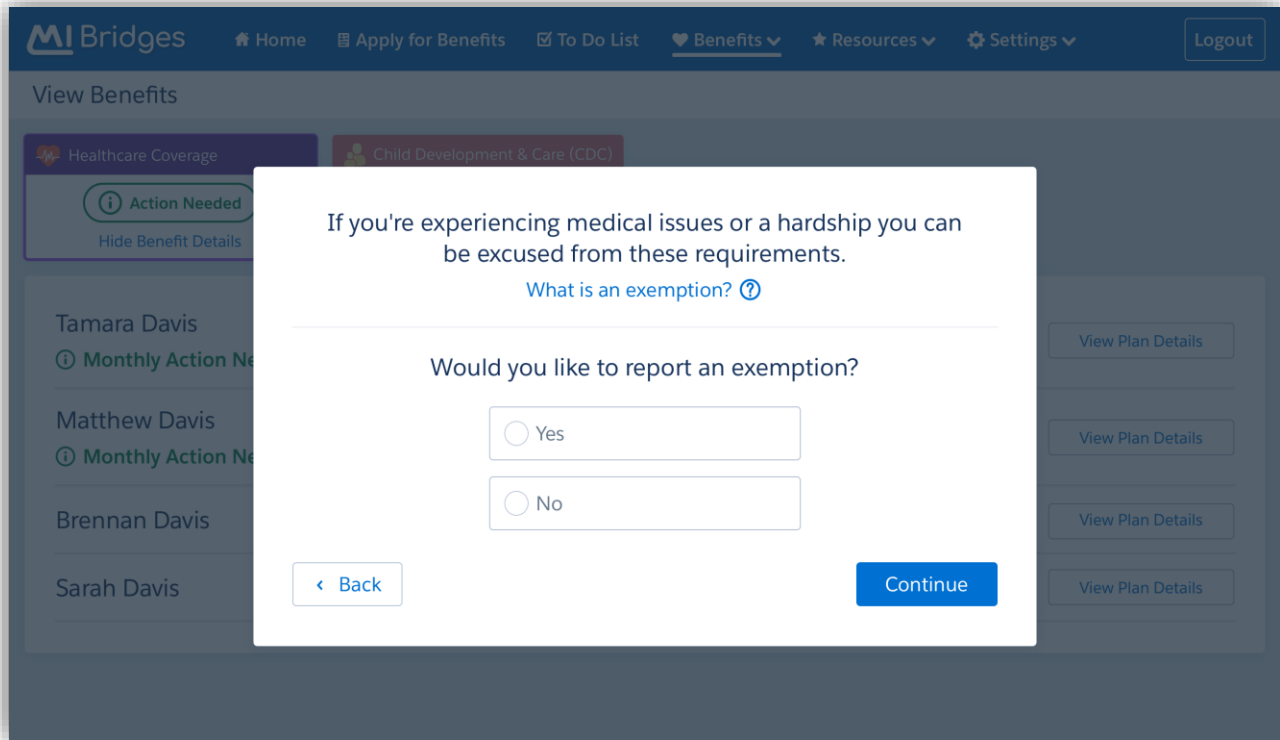 MI Bridges Home Apply for Benefits To Do List Benefits Resources Settings Logout
View Benefits
Healthcare Coverage Child Development & Care (CDC)
Action Needed
Hide Benefit Details
If you're experiencing medical issues or a hardship you can
be excused from these requirements.
What is an exemption?
Would you like to report an exemption?
Yes
No
Back Continue
Tamara Davis View Plan Details
Monthly Action Ne
Matthew Davis View Plan Details
Monthly Action Ne
Brennan Davis View Plan Details
Sarah Davis View Plan Details